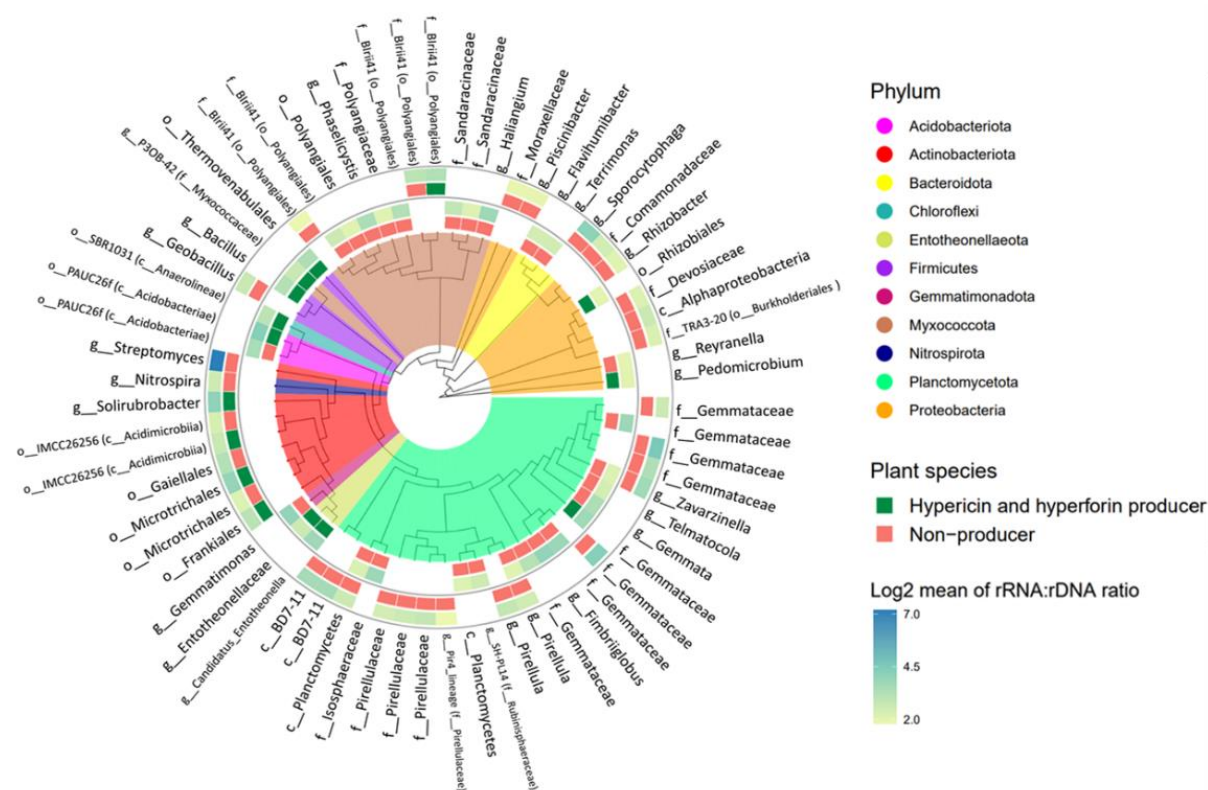 f__Blrii41 (o__Polyangiales)
f__Blrii41 (o__Polyangiales)
f__Blrii41 (o__Polyangiales)
f__Sandaracinaceae
f__Sandaracinaceae
g__Haliangium
f__Moraxellaceae
g__Piscinibacter
g__Flavihumibacter
g__Terrimonas
g__Sporocytophaga
f__Comamonadaceae
g__Rhizobacter
o__Rhizobiales
f__Devosiaceae
c__Alphaproteobacteria
f__TRA3-20 (o__Burkholderiales )
g__Reyranella
g__Pedomicrobium
f__Gemmataceae
f__Gemmataceae
f__Gemmataceae
f__Gemmataceae
g__Zavarzinella
g__Telmatocola
g__Gemmata
f__Gemmataceae
f__Gemmataceae
f__Gemmataceae
g__Fimbriiglobus
f__Gemmataceae
g__Pirellula
g__Pirellula
g__SH-PL14 (f__Rubinisphaeraceae)
c__Planctomycetes
g__Pir4_lineage (f__Pirellulaceae)
f__Pirellulaceae
f__Pirellulaceae
f__Pirellulaceae
f__Isosphaeraceae
c__Planctomycetes
c__BD7-11
c__BD7-11
g__Candidatus_Entotheonella
g__Entotheonellaceae
g__Gemmatimonas
o__Frankiales
o__Microtrichales
o__Microtrichales
o__Gaiellales
o__IMCC26256 (c__Acidimicrobiia)
o__IMCC26256 (c__Acidimicrobiia)
g__Solirubrobacter
g__Nitrospira
g__Streptomyces
o__PAUC26f (c__Acidobacteriae)
o__PAUC26f (c__Acidobacteriae)
o__SBR1031 (c__Anaerolineae)
g__Geobacillus
g__Bacillus
g__P3OB-42 (f__Myxococcaceae)
o__Thermovenabulales
f__Blrii41 (o__Polyangiales)
f__Blrii41 (o__Polyangiales)
o__Polyangiales
g__Phaselicystis
f__Polyangiaceae
Phylum
Acidobacteriota
Actinobacteriota
Bacteroidota
Chloroflexi
Entotheonellaeota
Firmicutes
Gemmatimonadota
Myxococcota
Nitrospirota
Planctomycetota
Proteobacteria
Plant species
Hypericin and hyperforin producer
Non−producer
Log2 mean of rRNA:rDNA ratio
7.0
4.5
2.0